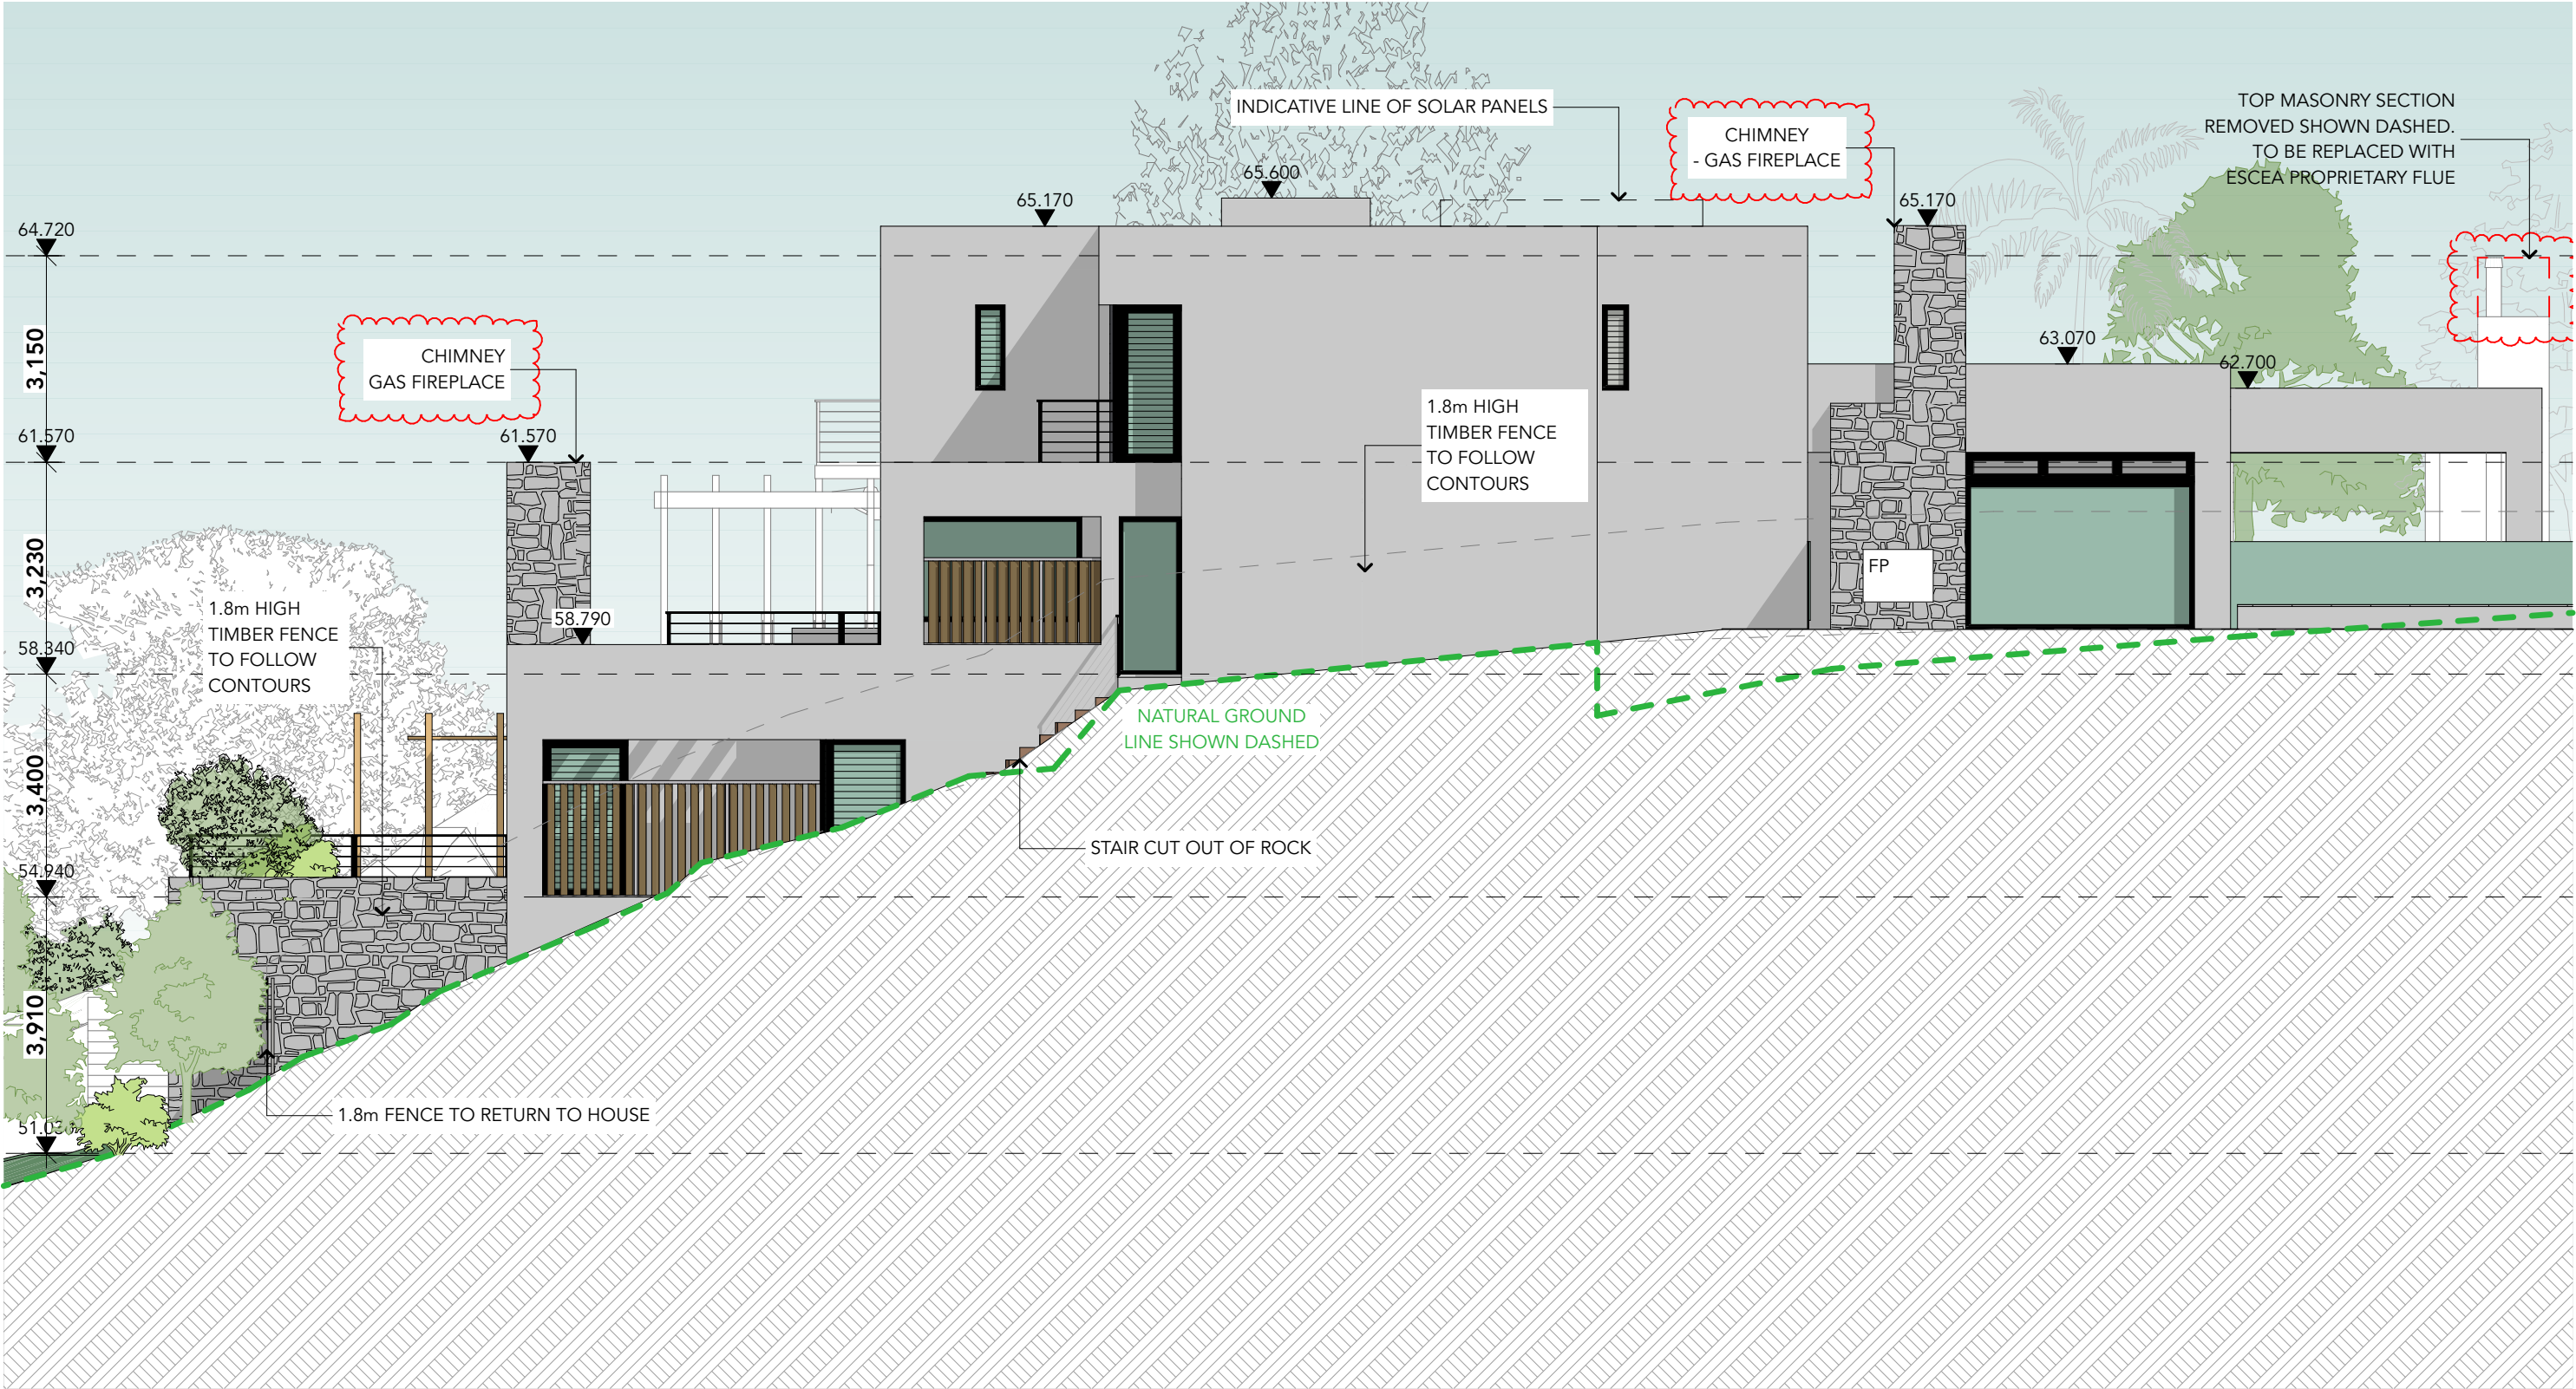 INDICATIVE LINE OF SOLAR PANELS
CHIMNEY
- GAS FIREPLACE
TOP MASONRY SECTION
REMOVED SHOWN DASHED.
TO BE REPLACED WITH
ESCEA PROPRIETARY FLUE
65.600
65.170
65.170
64.720
63.070
62.700
3,150
CHIMNEY
GAS FIREPLACE
61.570
61.570
1.8m HIGH
TIMBER FENCE
TO FOLLOW
CONTOURS
3,230
FP
58.790
1.8m HIGH
TIMBER FENCE
TO FOLLOW
CONTOURS
58.340
NATURAL GROUND
LINE SHOWN DASHED
3,400
STAIR CUT OUT OF ROCK
54.940
3,910
1.8m FENCE TO RETURN TO HOUSE